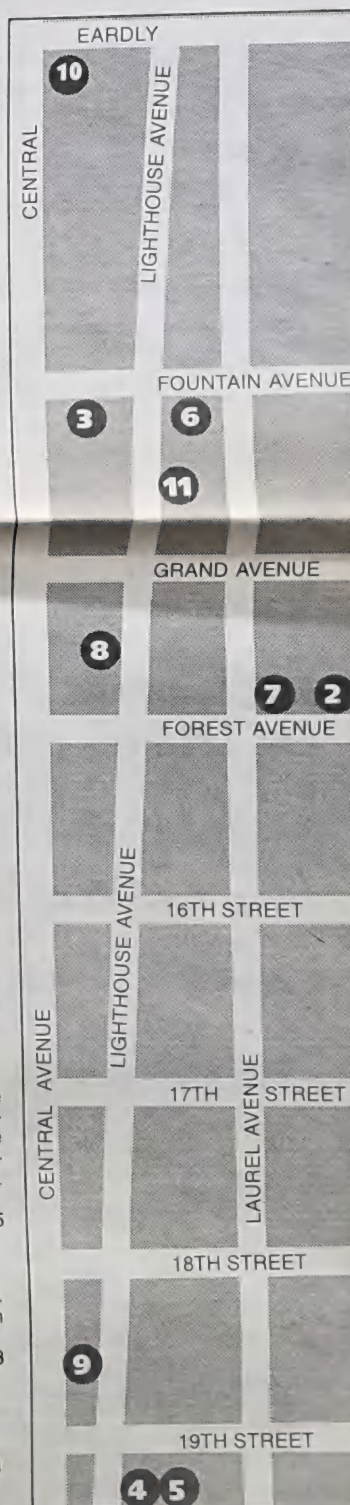 EARDLY
10
CENTRAL
LIGHTHOUSE AVENUE
FOUNTAIN AVENUE
3
6
11
GRAND AVENUE
8
7
2
FOREST AVENUE
16TH STREET
LIGHTHOUSE AVENUE
CENTRAL AVENUE
17TH STREET
LAUREL AVENUE
18TH STREET
9
19TH STREET
4
5